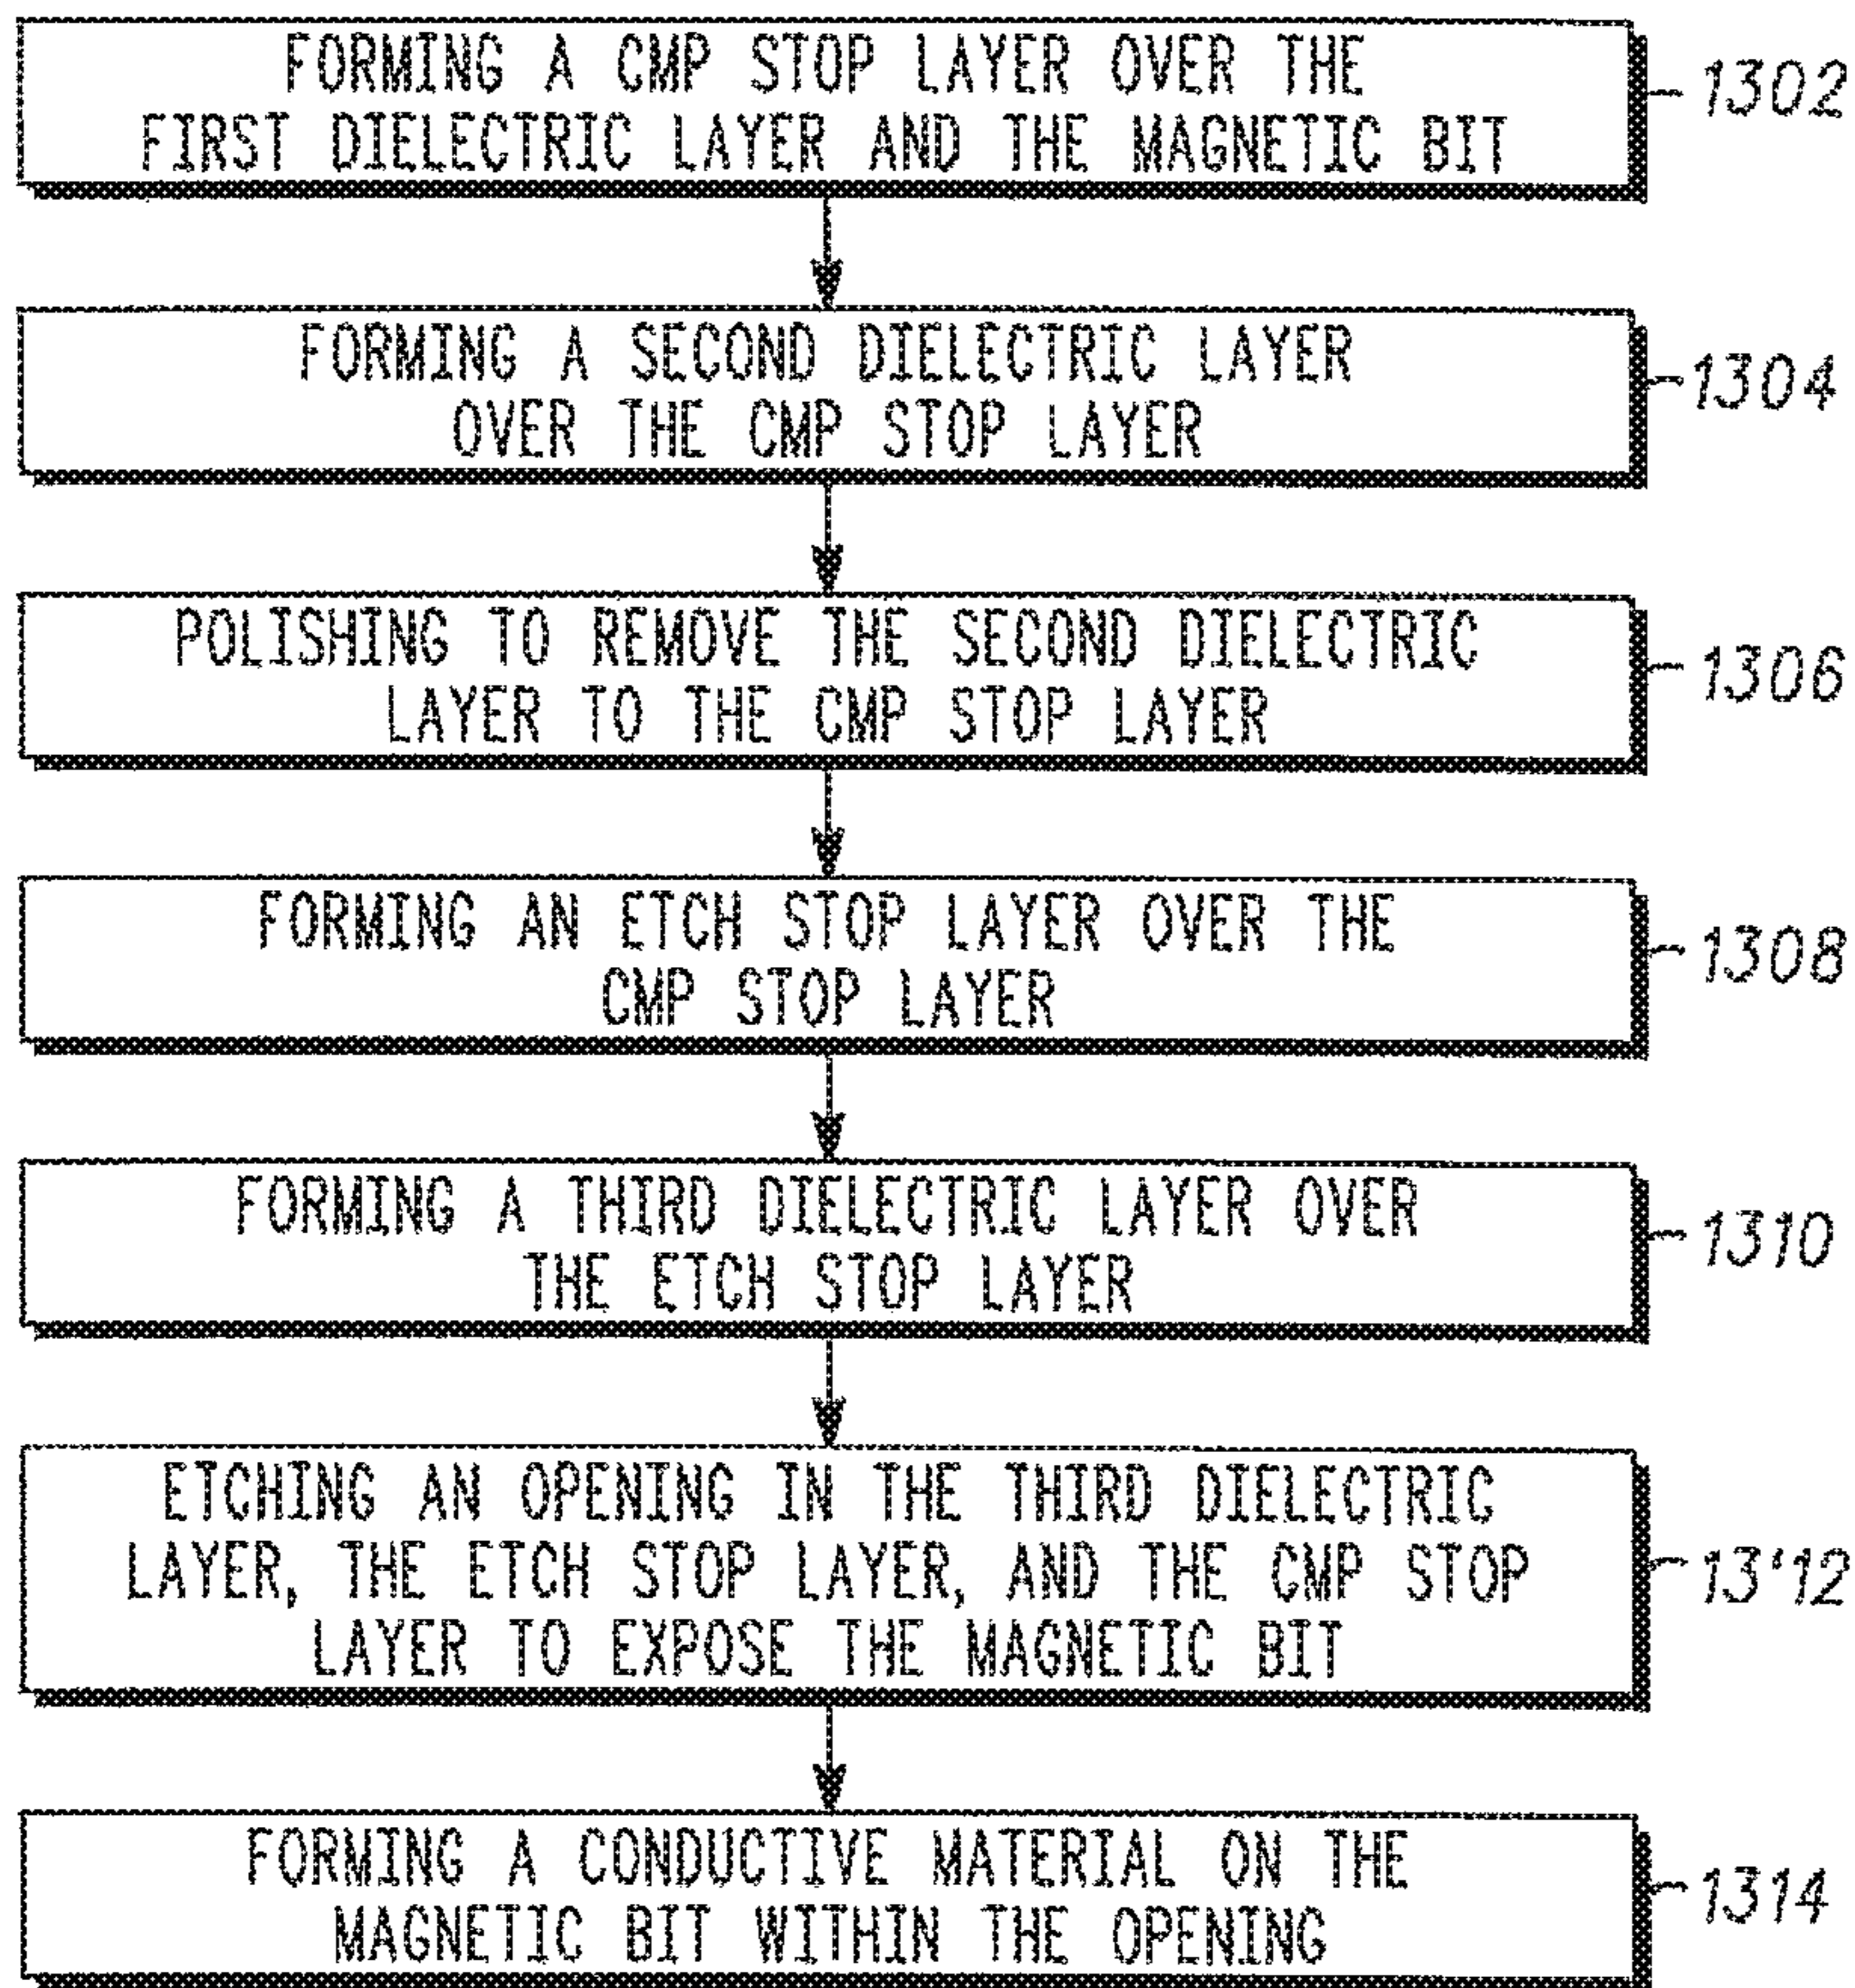 FORMING A CMP STOP LAYER OVER THE
FIRST DIELECTRIC LAYER AND THE MAGNETIC BIT
1302
FORMING A SECOND DIELECTRIC LAYER
OVER THE CMP STOP LAYER
1304
POLISHING TO REMOVE THE SECOND DIELECTRIC
LAYER TO THE CMP STOP LAYER
1306
FORMING AN ETCH STOP LAYER OVER THE
CMP STOP LAYER
1308
FORMING A THIRD DIELECTRIC LAYER OVER
THE ETCH STOP LAYER
1310
ETCHING AN OPENING IN THE THIRD DIELECTRIC
LAYER, THE ETCH STOP LAYER, AND THE CMP STOP
LAYER TO EXPOSE THE MAGNETIC BIT
13'12
FORMING A CONDUCTIVE MATERIAL ON THE
MAGNETIC BIT WITHIN THE OPENING
1314